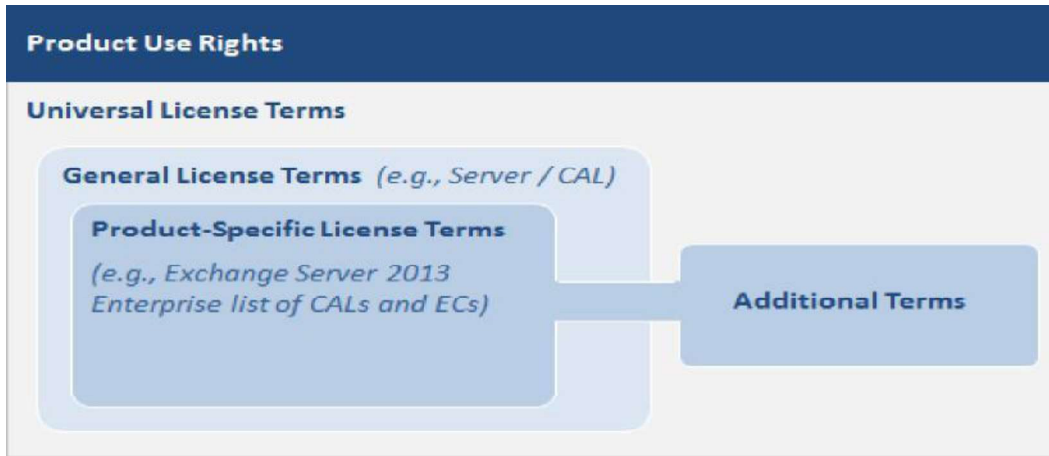 Product Use Rights
Universal License Terms
General License Terms (e.g., Server / CAL)
Product-Specific License Terms
(e.g., Exchange Server 2013
Enterprise list of CALs and ECs)
Additional Terms